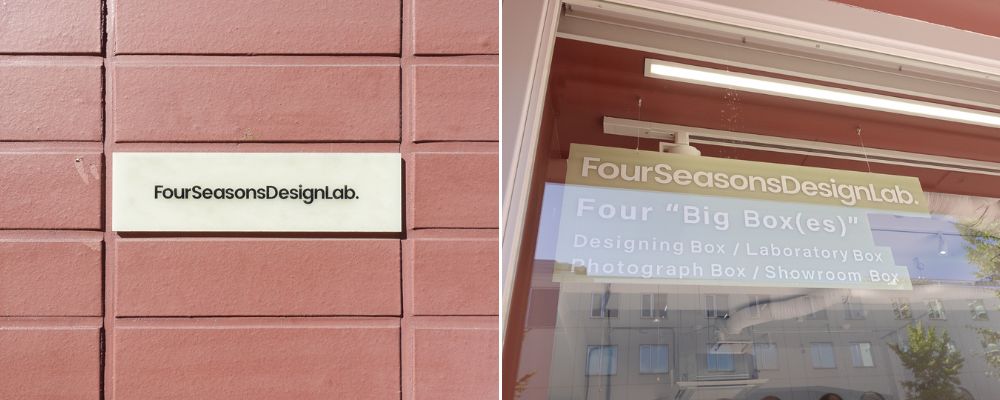 FourSeasonsDesignLab.
FourSeasonsDesignLab.
Four “Big Box(es)”
Designing Box / Laboratory Box
Photograph Box / Showroom Box